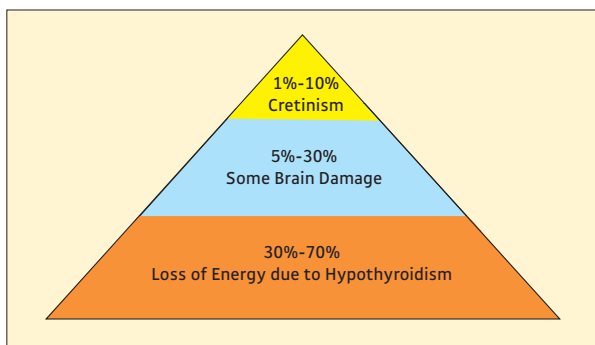 1%-10%
Cretinism
5%-30%
Some Brain Damage
30%-70%
Loss of Energy due to Hypothyroidism